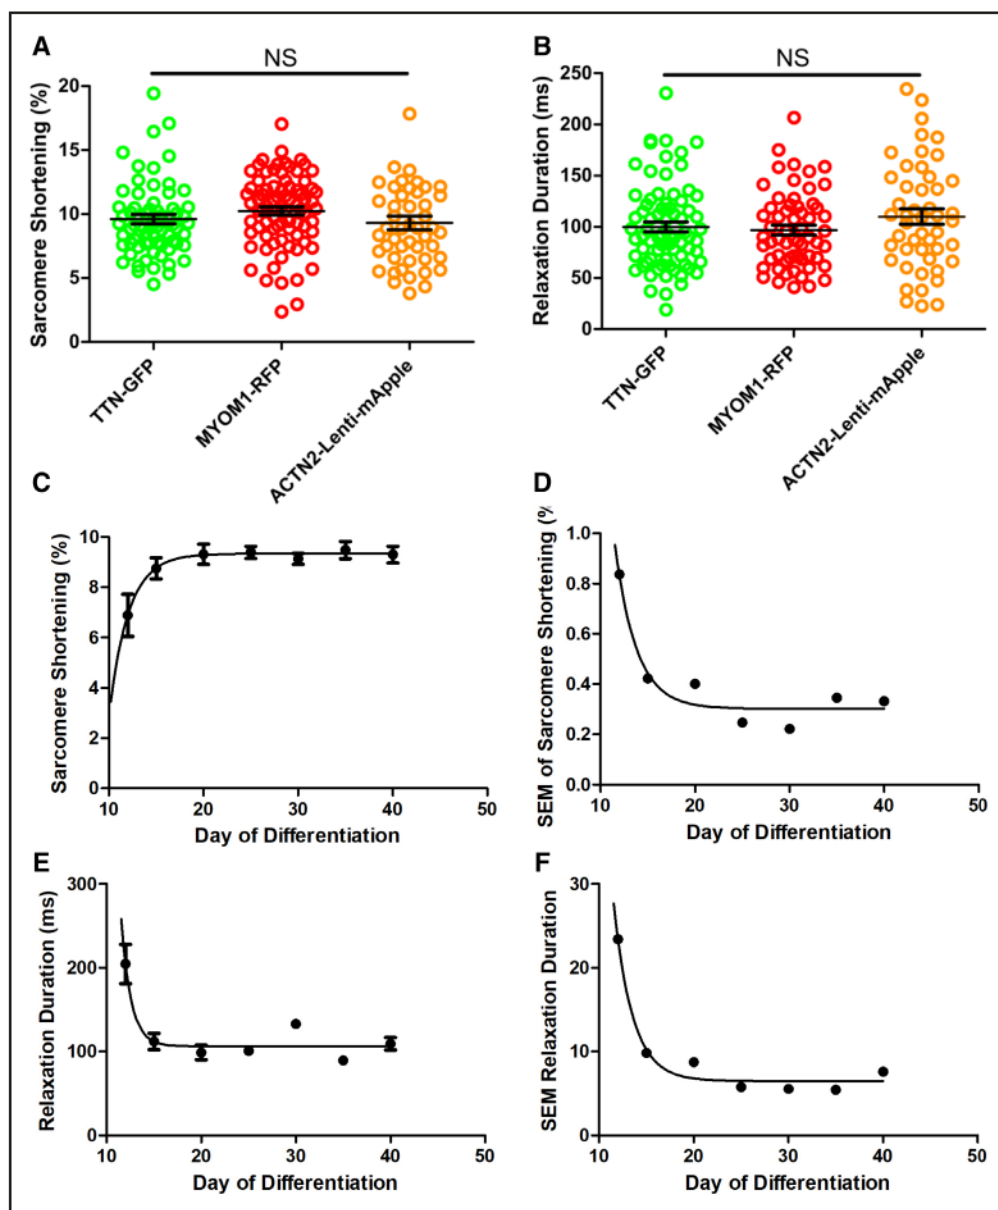 A
NS
Sarcomere Shortening (%)
20
15
10
5
0
TTN-GFP
MYOM1-RFP
ACTN2-Lenti-mApple
B
NS
Relaxation Duration (ms)
250
200
150
100
50
0
TTN-GFP
MYOM1-RFP
ACTN2-Lenti-mApple
C
Sarcomere Shortening (%)
10
8
6
4
2
0
10 20 30 40 50
Day of Differentiation
D
SEM of Sarcomere Shortening (%
1.0
0.8
0.6
0.4
0.2
0.0
10 20 30 40 50
Day of Differentiation
E
Relaxation Duration (ms)
300
200
100
0
10 20 30 40 50
Day of Differentiation
F
SEM Relaxation Duration
30
20
10
0
10 20 30 40 50
Day of Differentiation